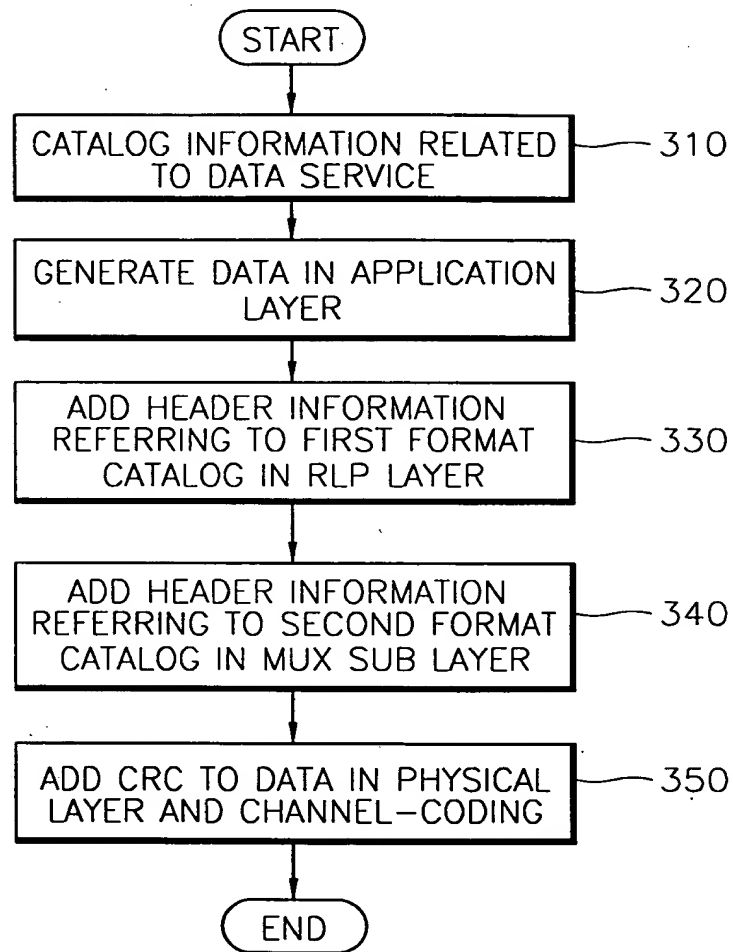 START
CATALOG INFORMATION RELATED
TO DATA SERVICE
310
GENERATE DATA IN APPLICATION
LAYER
320
ADD HEADER INFORMATION
REFERRING TO FIRST FORMAT
CATALOG IN RLP LAYER
330
ADD HEADER INFORMATION
REFERRING TO SECOND FORMAT
CATALOG IN MUX SUB LAYER
340
ADD CRC TO DATA IN PHYSICAL
LAYER AND CHANNEL-CODING
350
END